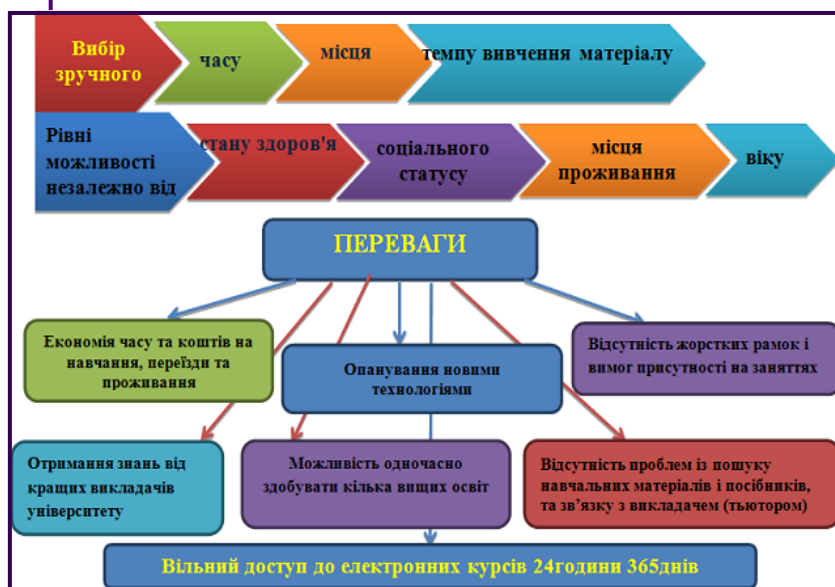 Вибір
зручного
часу
місця
темпу вивчення матеріалу
Рівні
можливості
незалежно від
стану здоров'я
соціального
статусу
місця
проживання
віку
ПЕРЕВАГИ
Економія часу та коштів на
навчання, переїзди та
проживання
Опанування новими
технологіями
Відсутність жорстких рамок і
вимог присутності на заняттях
Отримання знань від
кращих викладачів
університету
Можливість одночасно
здобувати кілька вищих освіт
Відсутність проблем із пошуку
навчальних матеріалів і посібників,
та зв’язку з викладачем (тьютором)
Вільний доступ до електронних курсів 24години 365днів